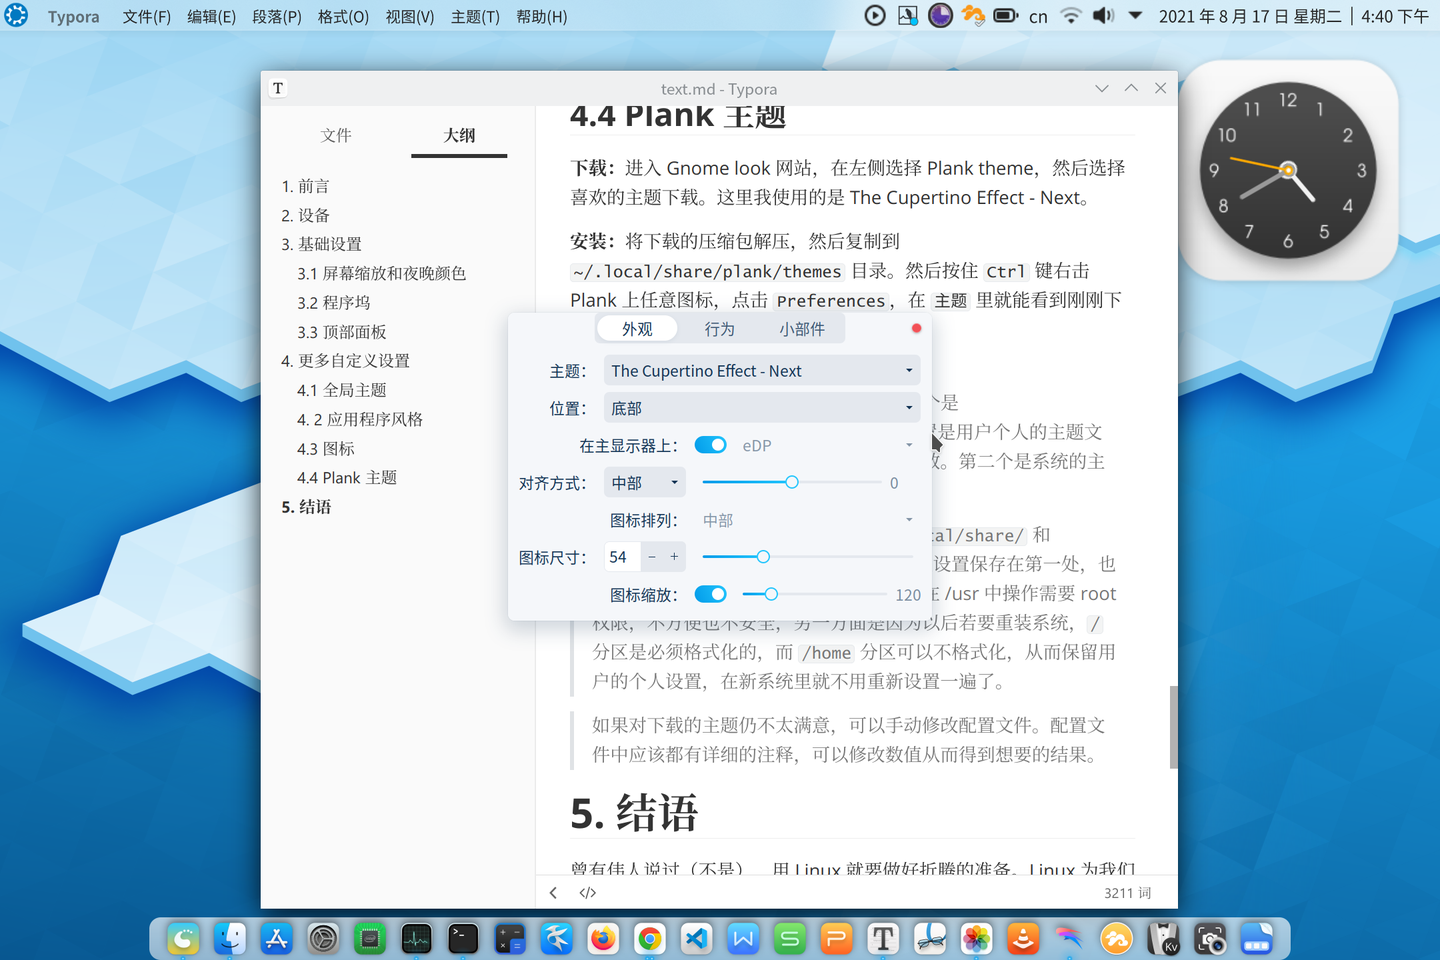 Typora 文件(F) 编辑(E) 段落(P) 格式(O) 视图(V) 主题(T) 帮助(H) cn 2021 年 8 月 17 日 星期二 4:40 下午
T text.md - Typora
文件 大纲
1. 前言
2. 设备
3. 基础设置
3.1 屏幕缩放和夜晚颜色
3.2 程序坞
3.3 顶部面板
4. 更多自定义设置
4.1 全局主题
4. 2 应用程序风格
4.3 图标
4.4 Plank 主题
5. 结语
4.4 Plank 主题
下载：进入 Gnome look 网站，在左侧选择 Plank theme，然后选择
喜欢的主题下载。这里我使用的是 The Cupertino Effect - Next。
安装：将下载的压缩包解压，然后复制到
~/.local/share/plank/themes 目录。然后按住 Ctrl 键右击
Plank 上任意图标，点击 Preferences，在 主题 里就能看到刚刚下
外观 行为 小部件
主题： The Cupertino Effect - Next
位置： 底部
在主显示器上： eDP
对齐方式： 中部 0
图标排列： 中部
图标尺寸： 54 − +
图标缩放： 120
个是
是用户个人的主题文
。第二个是系统的主
cal/share/ 和
设置保存在第一处，也
在 /usr 中操作需要 root
权限，不方便也不安全，另一方面是因为以后若要重装系统， /
分区是必须格式化的，而 /home 分区可以不格式化，从而保留用
户的个人设置，在新系统里就不用重新设置一遍了。
如果对下载的主题仍不太满意，可以手动修改配置文件。配置文
件中应该都有详细的注释，可以修改数值从而得到想要的结果。
5. 结语
曾有伟人说过（不是），用 Linux 就要做好折腾的准备。Linux 为我们
</> 3211 词
12
1
2
3
4
5
6
7
8
9
10
11
>_ W S P T Kv